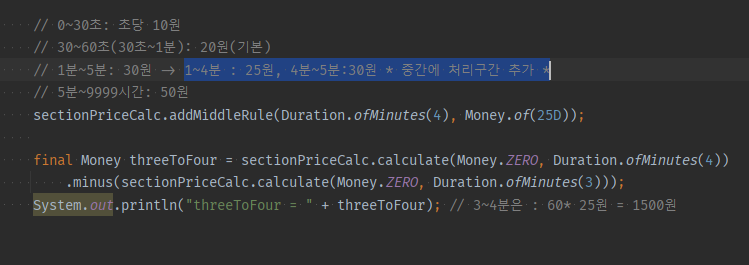 // 0~30초: 초당 10원
// 30~60초(30초~1분): 20원(기본)
// 1분~5분: 30원 -> 1~4분 : 25원, 4분~5분:30원 * 중간에 처리구간 추가 *
// 5분~9999시간: 50원
sectionPriceCalc.addMiddleRule(Duration.ofMinutes(4), Money.of(25D));
final Money threeToFour = sectionPriceCalc.calculate(Money.ZERO, Duration.ofMinutes(4))
.minus(sectionPriceCalc.calculate(Money.ZERO, Duration.ofMinutes(3)));
System.out.println("threeToFour = " + threeToFour); // 3~4분은 : 60* 25원 = 1500원